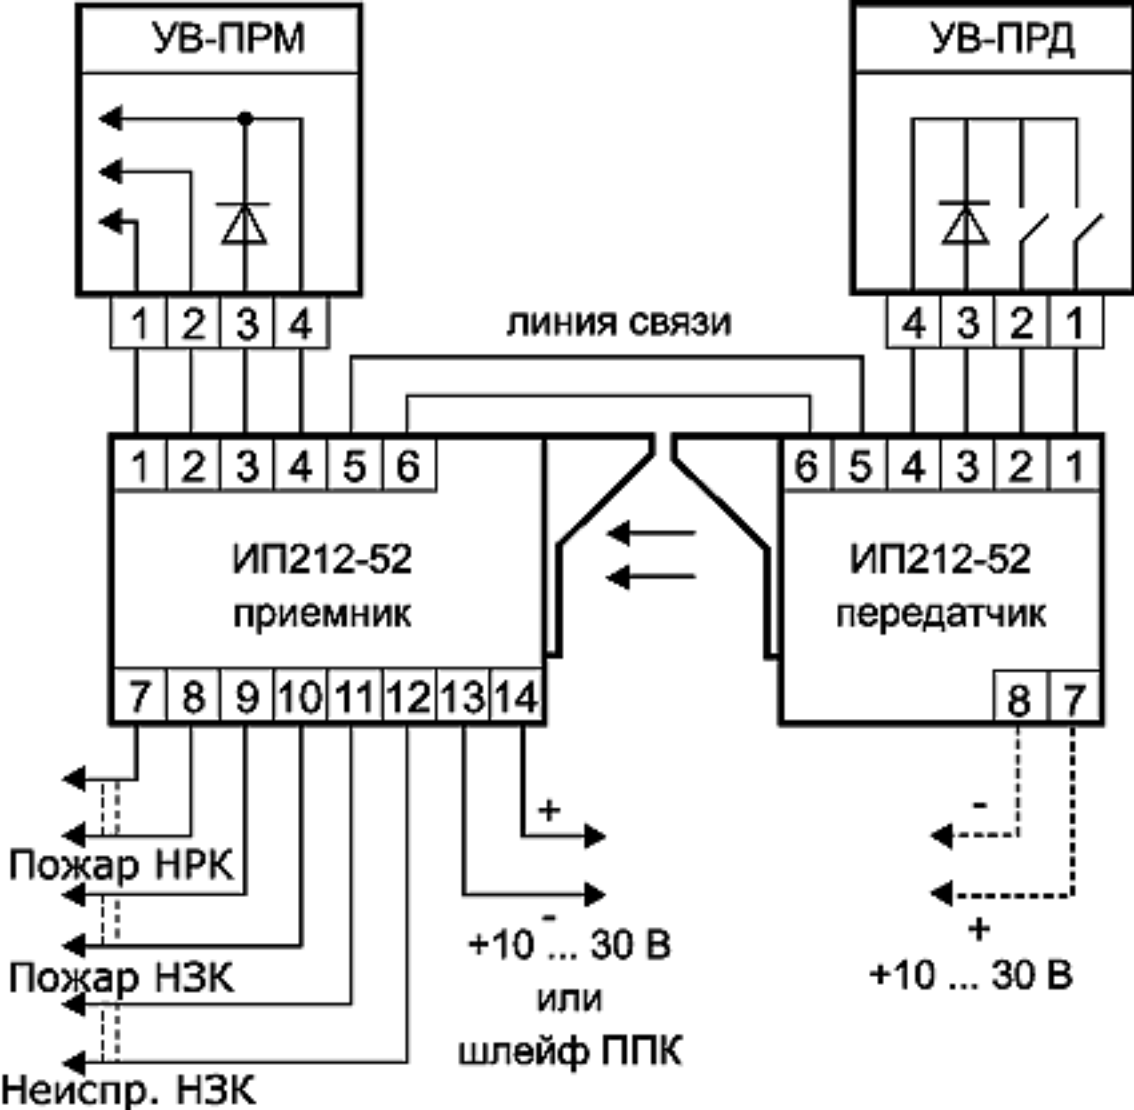 УВ-ПРМ
УВ-ПРД
1 2 3 4
4 3 2 1
ЛИНИЯ СВЯЗИ
1 2 3 4 5 6
6 5 4 3 2 1
ИП212-52
приемник
ИП212-52
передатчик
7 8 9 10 11 12 13 14
8 7
+
-
Пожар НРК
-
+
+10 ... 30 В
+10 ... 30 В
Пожар НЗК
или
шлейф ППК
Неиспр. НЗК